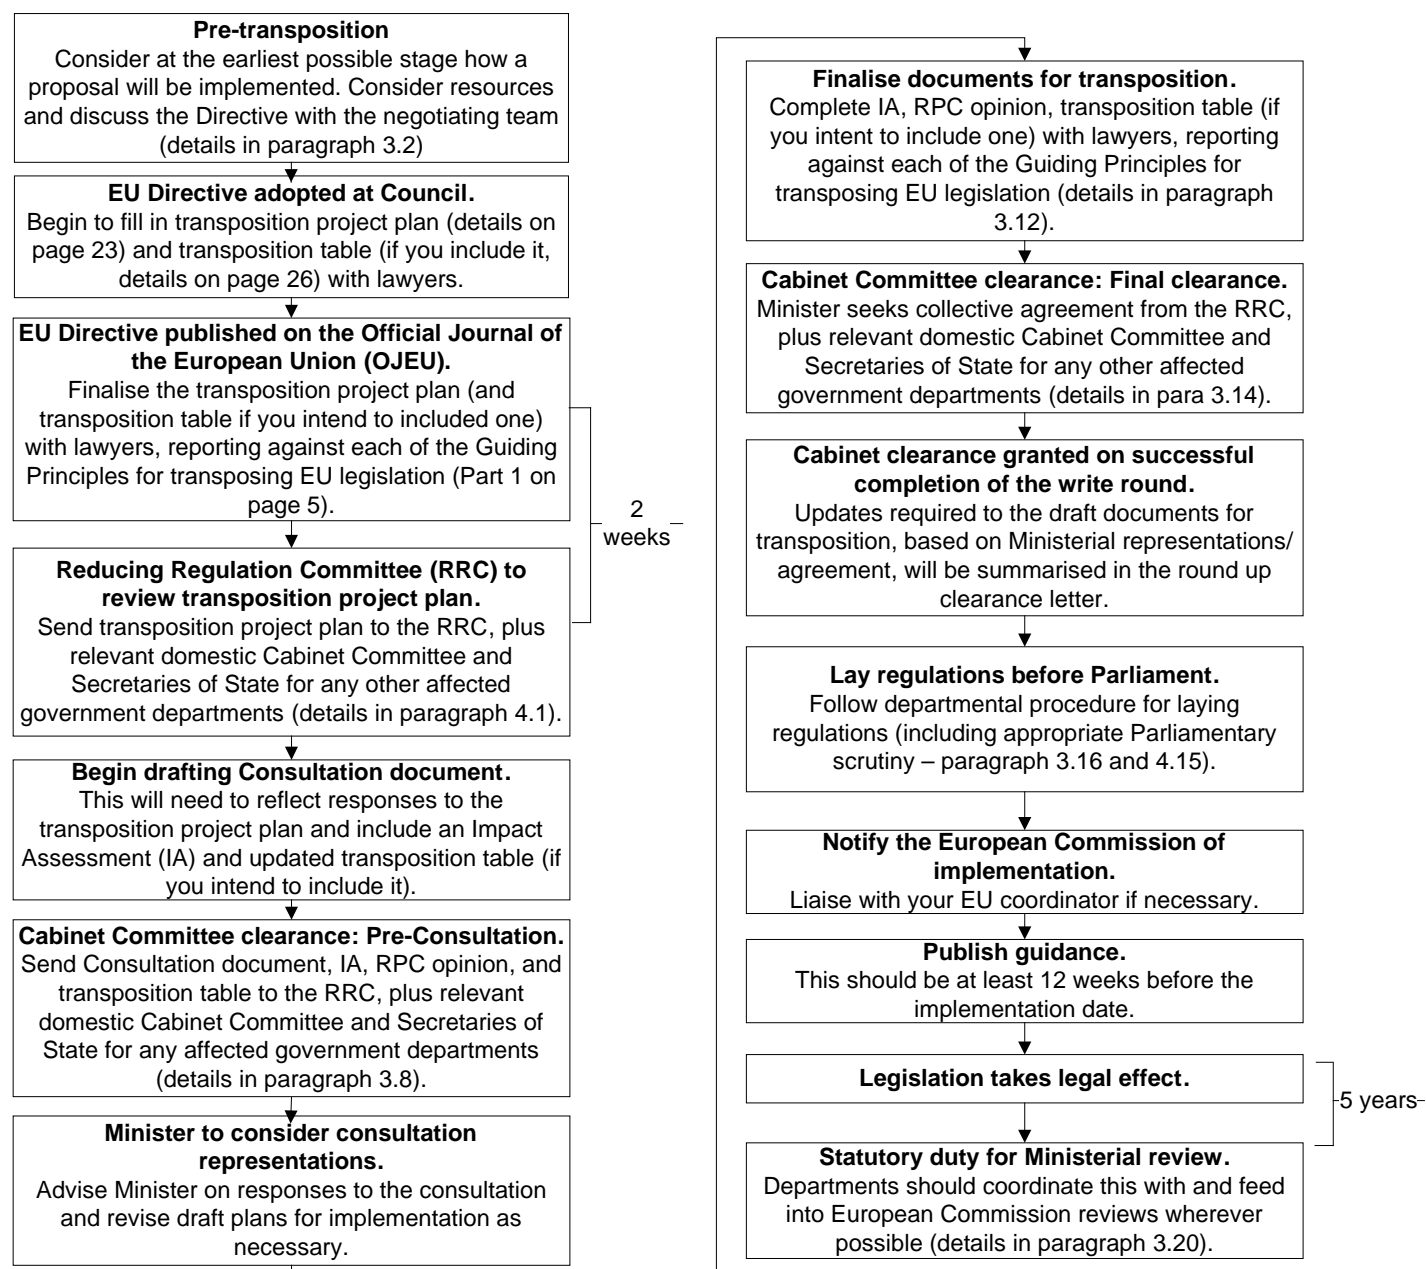 Pre-transposition
Consider at the earliest possible stage how a
proposal will be implemented. Consider resources
and discuss the Directive with the negotiating team
(details in paragraph 3.2)
EU Directive adopted at Council.
Begin to fill in transposition project plan (details on
page 23) and transposition table (if you include it,
details on page 26) with lawyers.
EU Directive published on the Official Journal of
the European Union (OJEU).
Finalise the transposition project plan (and
transposition table if you intend to included one)
with lawyers, reporting against each of the Guiding
Principles for transposing EU legislation (Part 1 on
page 5).
2
weeks
Reducing Regulation Committee (RRC) to
review transposition project plan.
Send transposition project plan to the RRC, plus
relevant domestic Cabinet Committee and
Secretaries of State for any other affected
government departments (details in paragraph 4.1).
Begin drafting Consultation document.
This will need to reflect responses to the
transposition project plan and include an Impact
Assessment (IA) and updated transposition table (if
you intend to include it).
Cabinet Committee clearance: Pre-Consultation.
Send Consultation document, IA, RPC opinion, and
transposition table to the RRC, plus relevant
domestic Cabinet Committee and Secretaries of
State for any affected government departments
(details in paragraph 3.8).
Minister to consider consultation
representations.
Advise Minister on responses to the consultation
and revise draft plans for implementation as
necessary.
Finalise documents for transposition.
Complete IA, RPC opinion, transposition table (if
you intent to include one) with lawyers, reporting
against each of the Guiding Principles for
transposing EU legislation (details in paragraph
3.12).
Cabinet Committee clearance: Final clearance.
Minister seeks collective agreement from the RRC,
plus relevant domestic Cabinet Committee and
Secretaries of State for any other affected
government departments (details in para 3.14).
Cabinet clearance granted on successful
completion of the write round.
Updates required to the draft documents for
transposition, based on Ministerial representations/
agreement, will be summarised in the round up
clearance letter.
Lay regulations before Parliament.
Follow departmental procedure for laying
regulations (including appropriate Parliamentary
scrutiny – paragraph 3.16 and 4.15).
Notify the European Commission of
implementation.
Liaise with your EU coordinator if necessary.
Publish guidance.
This should be at least 12 weeks before the
implementation date.
Legislation takes legal effect.
5 years
Statutory duty for Ministerial review.
Departments should coordinate this with and feed
into European Commission reviews wherever
possible (details in paragraph 3.20).